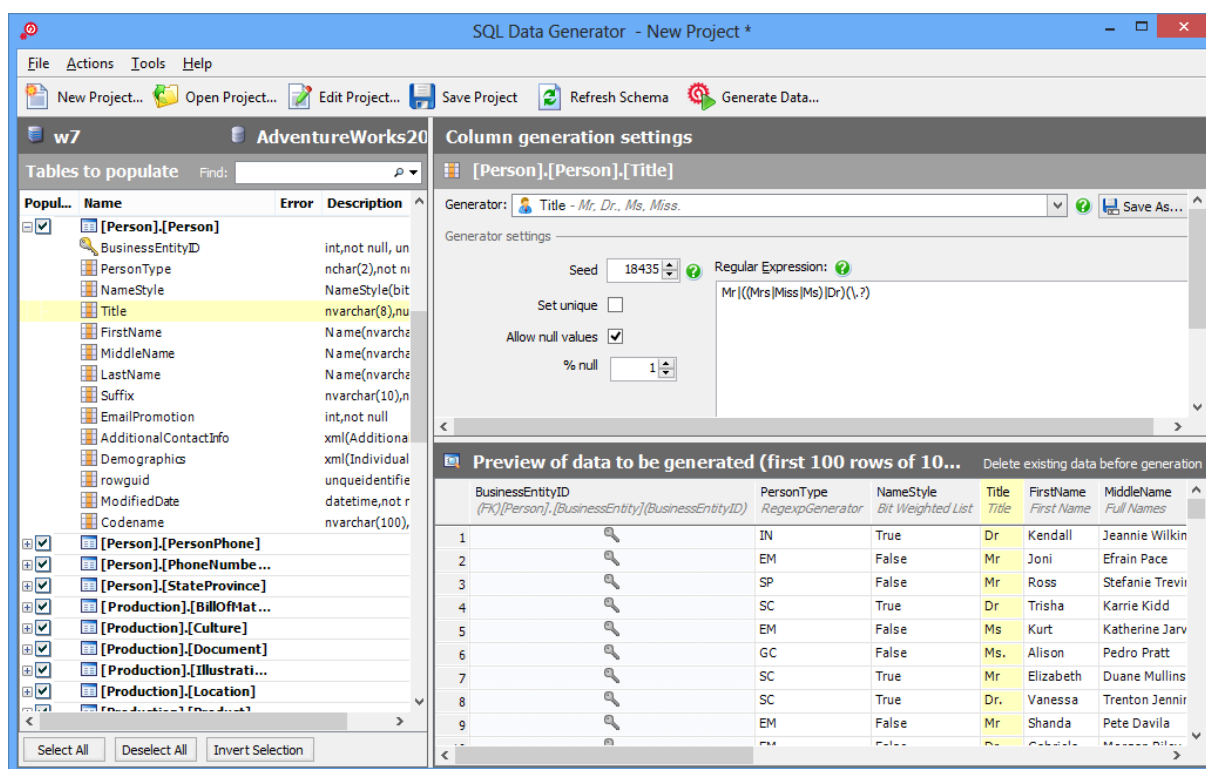 SQL Data Generator - New Project *
File Actions Tools Help
New Project... Open Project... Edit Project... Save Project Refresh Schema Generate Data...
w7 AdventureWorks20
Tables to populate Find:
Popul... Name Error Description
[Person].[Person]
BusinessEntityID int,not null, un
PersonType nchar(2),not nu
NameStyle NameStyle(bit
Title nvarchar(8),nu
FirstName Name(nvarcha
MiddleName Name(nvarcha
LastName Name(nvarcha
Suffix nvarchar(10),n
EmailPromotion int,not null
AdditionalContactInfo xml(Additiona
Demographics xml(Individual
rowguid unqueidentifie
ModifiedDate datetime,not n
Codename nvarchar(100),
[Person].[PersonPhone]
[Person].[PhoneNumbe...
[Person].[StateProvince]
[Production].[BillOfMat...
[Production].[Culture]
[Production].[Document]
[Production].[Illustrati...
[Production].[Location]
Select All Deselect All Invert Selection
Column generation settings
[Person].[Person].[Title]
Generator: Title - Mr, Dr., Ms, Miss. Save As...
Generator settings
Seed 18435 Regular Expression:
Mr|((Mrs|Miss|Ms)|Dr)(\.?)
Set unique
Allow null values
% null 1
Preview of data to be generated (first 100 rows of 10... Delete existing data before generation
BusinessEntityID PersonType NameStyle Title FirstName MiddleName
(FK)[Person].[BusinessEntity](BusinessEntityID) RegexpGenerator Bit Weighted List Title First Name Full Names
1 IN True Dr Kendall Jeannie Wilkin
2 EM False Mr Joni Efrain Pace
3 SP False Mr Ross Stefanie Trevi
4 SC True Dr Trisha Karrie Kidd
5 EM False Ms Kurt Katherine Jarv
6 GC False Ms. Alison Pedro Pratt
7 SC True Mr Elizabeth Duane Mullins
8 SC True Dr. Vanessa Trenton Jennir
9 EM False Mr Shanda Pete Davila